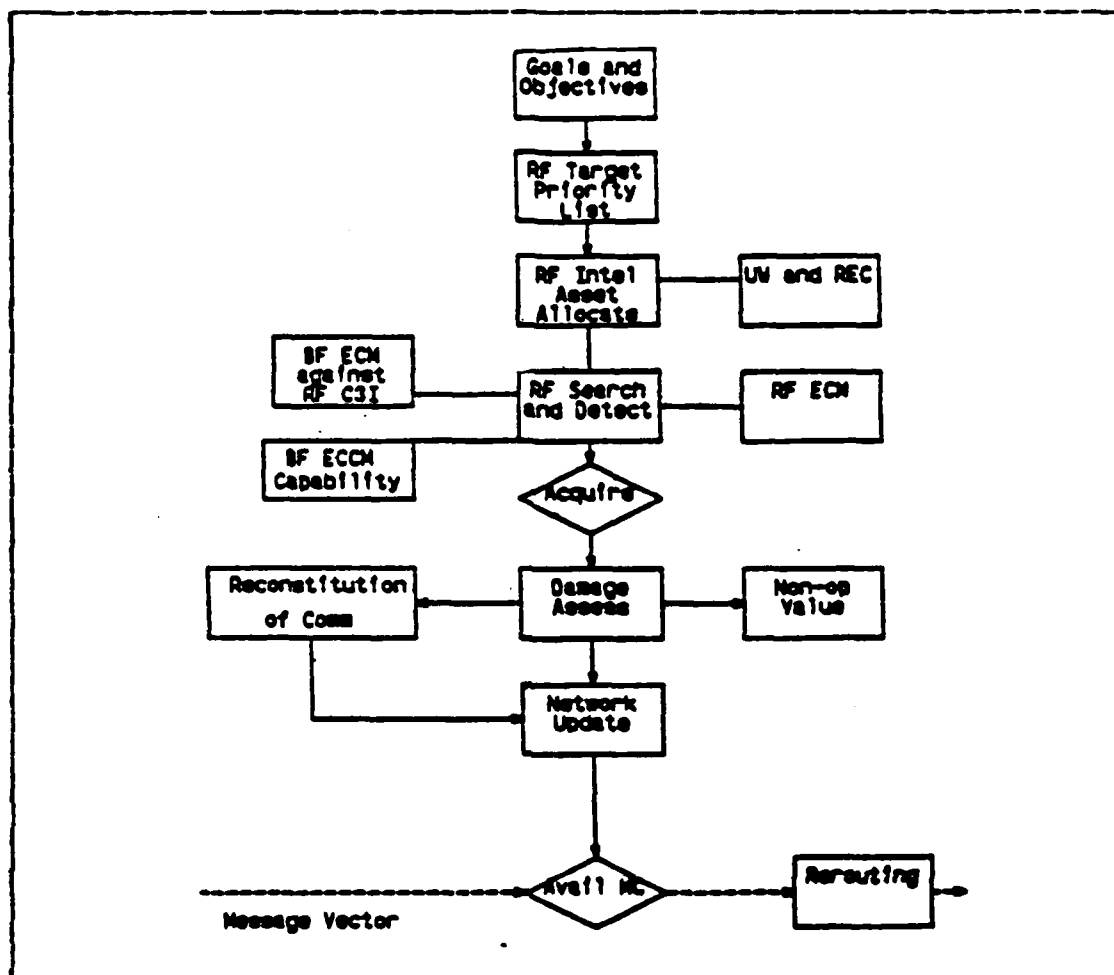 Goals and
Objectives
RF Target
Priority
List
RF Intel
Asset
Allocate
UW and REC
BF ECM
against
RF C3I
RF Search
and Detect
RF ECM
BF ECCM
Capability
Acquire
Reconstitution
of Comm
Damage
Assess
Non-op
Value
Network
Update
Avail MC
Rerouting
Message Vector